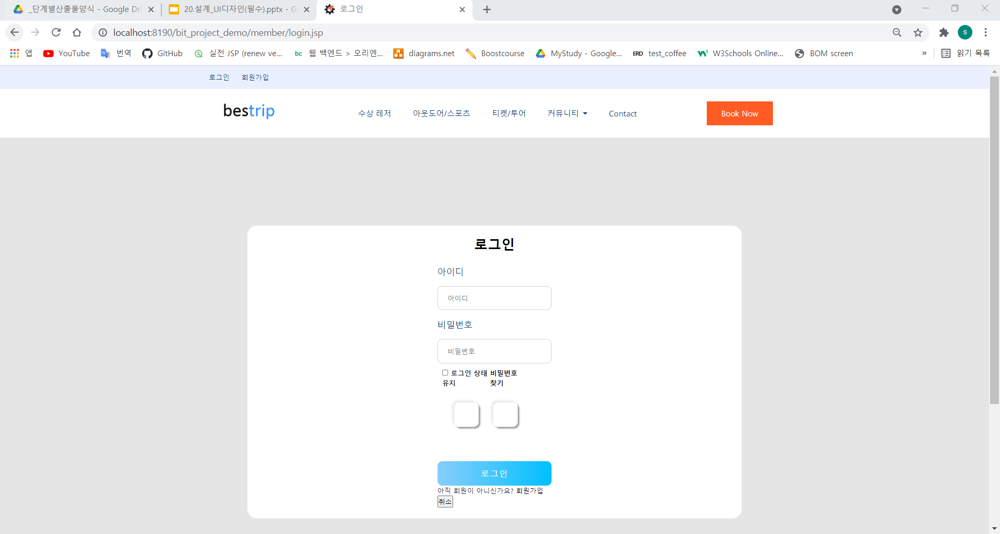 _단계별산출물양식 - Google Dri
20.설계_UI디자인(필수).pptx - G
로그인
localhost:8190/bit_project_demo/member/login.jsp
S
앱
YouTube
번역
GitHub
실전 JSP (renew ve...
bc 웹 백엔드 > 오리엔...
diagrams.net
Boostcourse
MyStudy - Google...
ERD test_coffee
W3Schools Online...
BOM screen
»
읽기 목록
로그인 회원가입
bestrip
수상 레저
아웃도어/스포츠
티켓/투어
커뮤니티
Contact
Book Now
로그인
아이디
아이디
비밀번호
비밀번호
로그인 상태 유지
비밀번호 찾기
로그인
아직 회원이 아니신가요? 회원가입
취소